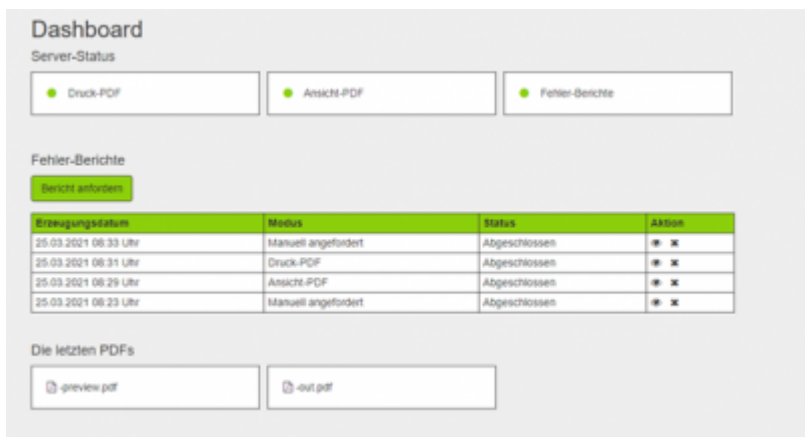 Dashboard
Server-Status
Druck-PDF Ansicht-PDF Fehler-Berichte
Fehler-Berichte
Bericht anfordern
Erzeugungsdatum Modus Status Aktion
25.03.2021 08:33 Uhr Manuell angefordert Abgeschlossen
25.03.2021 08:31 Uhr Druck-PDF Abgeschlossen
25.03.2021 08:29 Uhr Ansicht-PDF Abgeschlossen
25.03.2021 08:23 Uhr Manuell angefordert Abgeschlossen
Die letzten PDFs
-preview.pdf -out.pdf